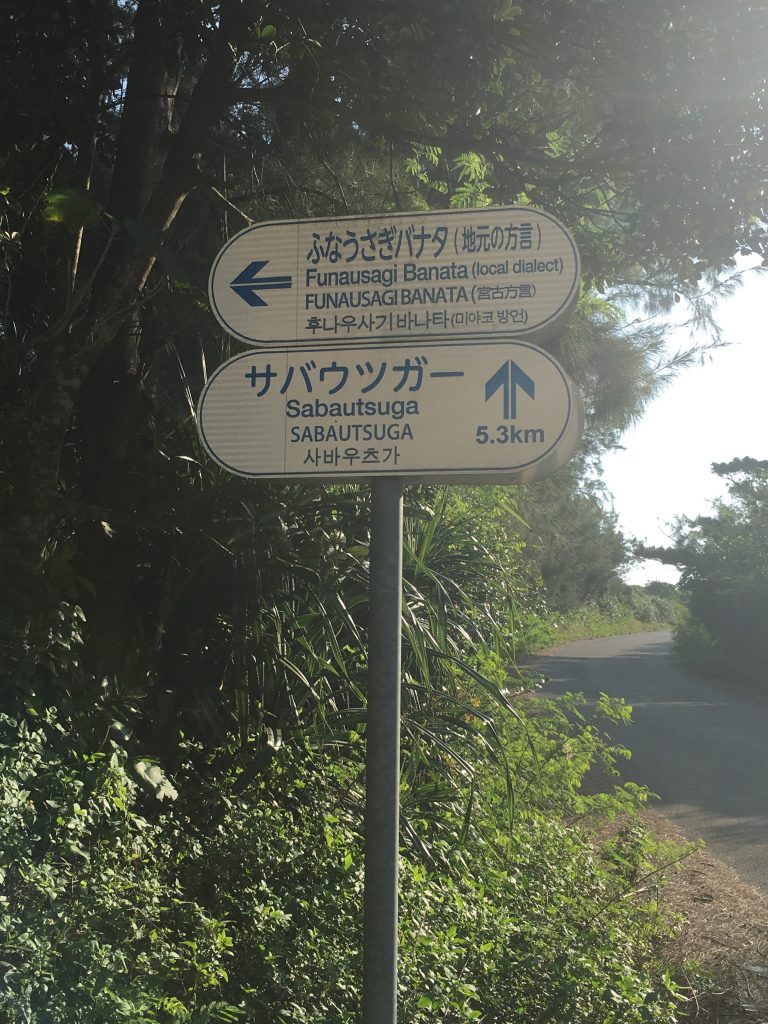 ふなうさぎバナタ(地元の方言)
Funausagi Banata (local dialect)
FUNAUSAGI BANATA (宮古方言)
후나우사기 바나타(미야코 방언)
サバウツガー
Sabautsuga
SABAUTSUGA
사바우츠가
5.3km